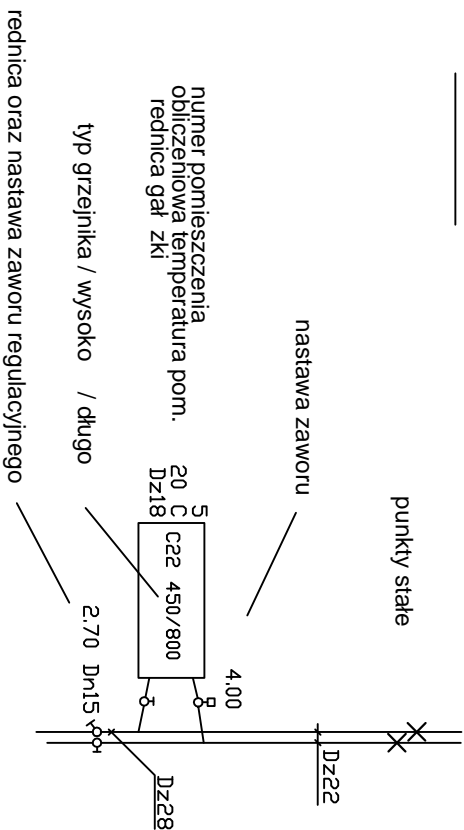 punkty stałe
nastawa zaworu
numer pomieszczenia
obliczeniowa temperatura pom.
rednica gał zki
typ grzejnika / wysoko / długo
rednica oraz nastawa zaworu regulacyjnego
5
20 C
Dz18
C22 450/800
4.00
2.70 Dn15
Dz22
Dz28